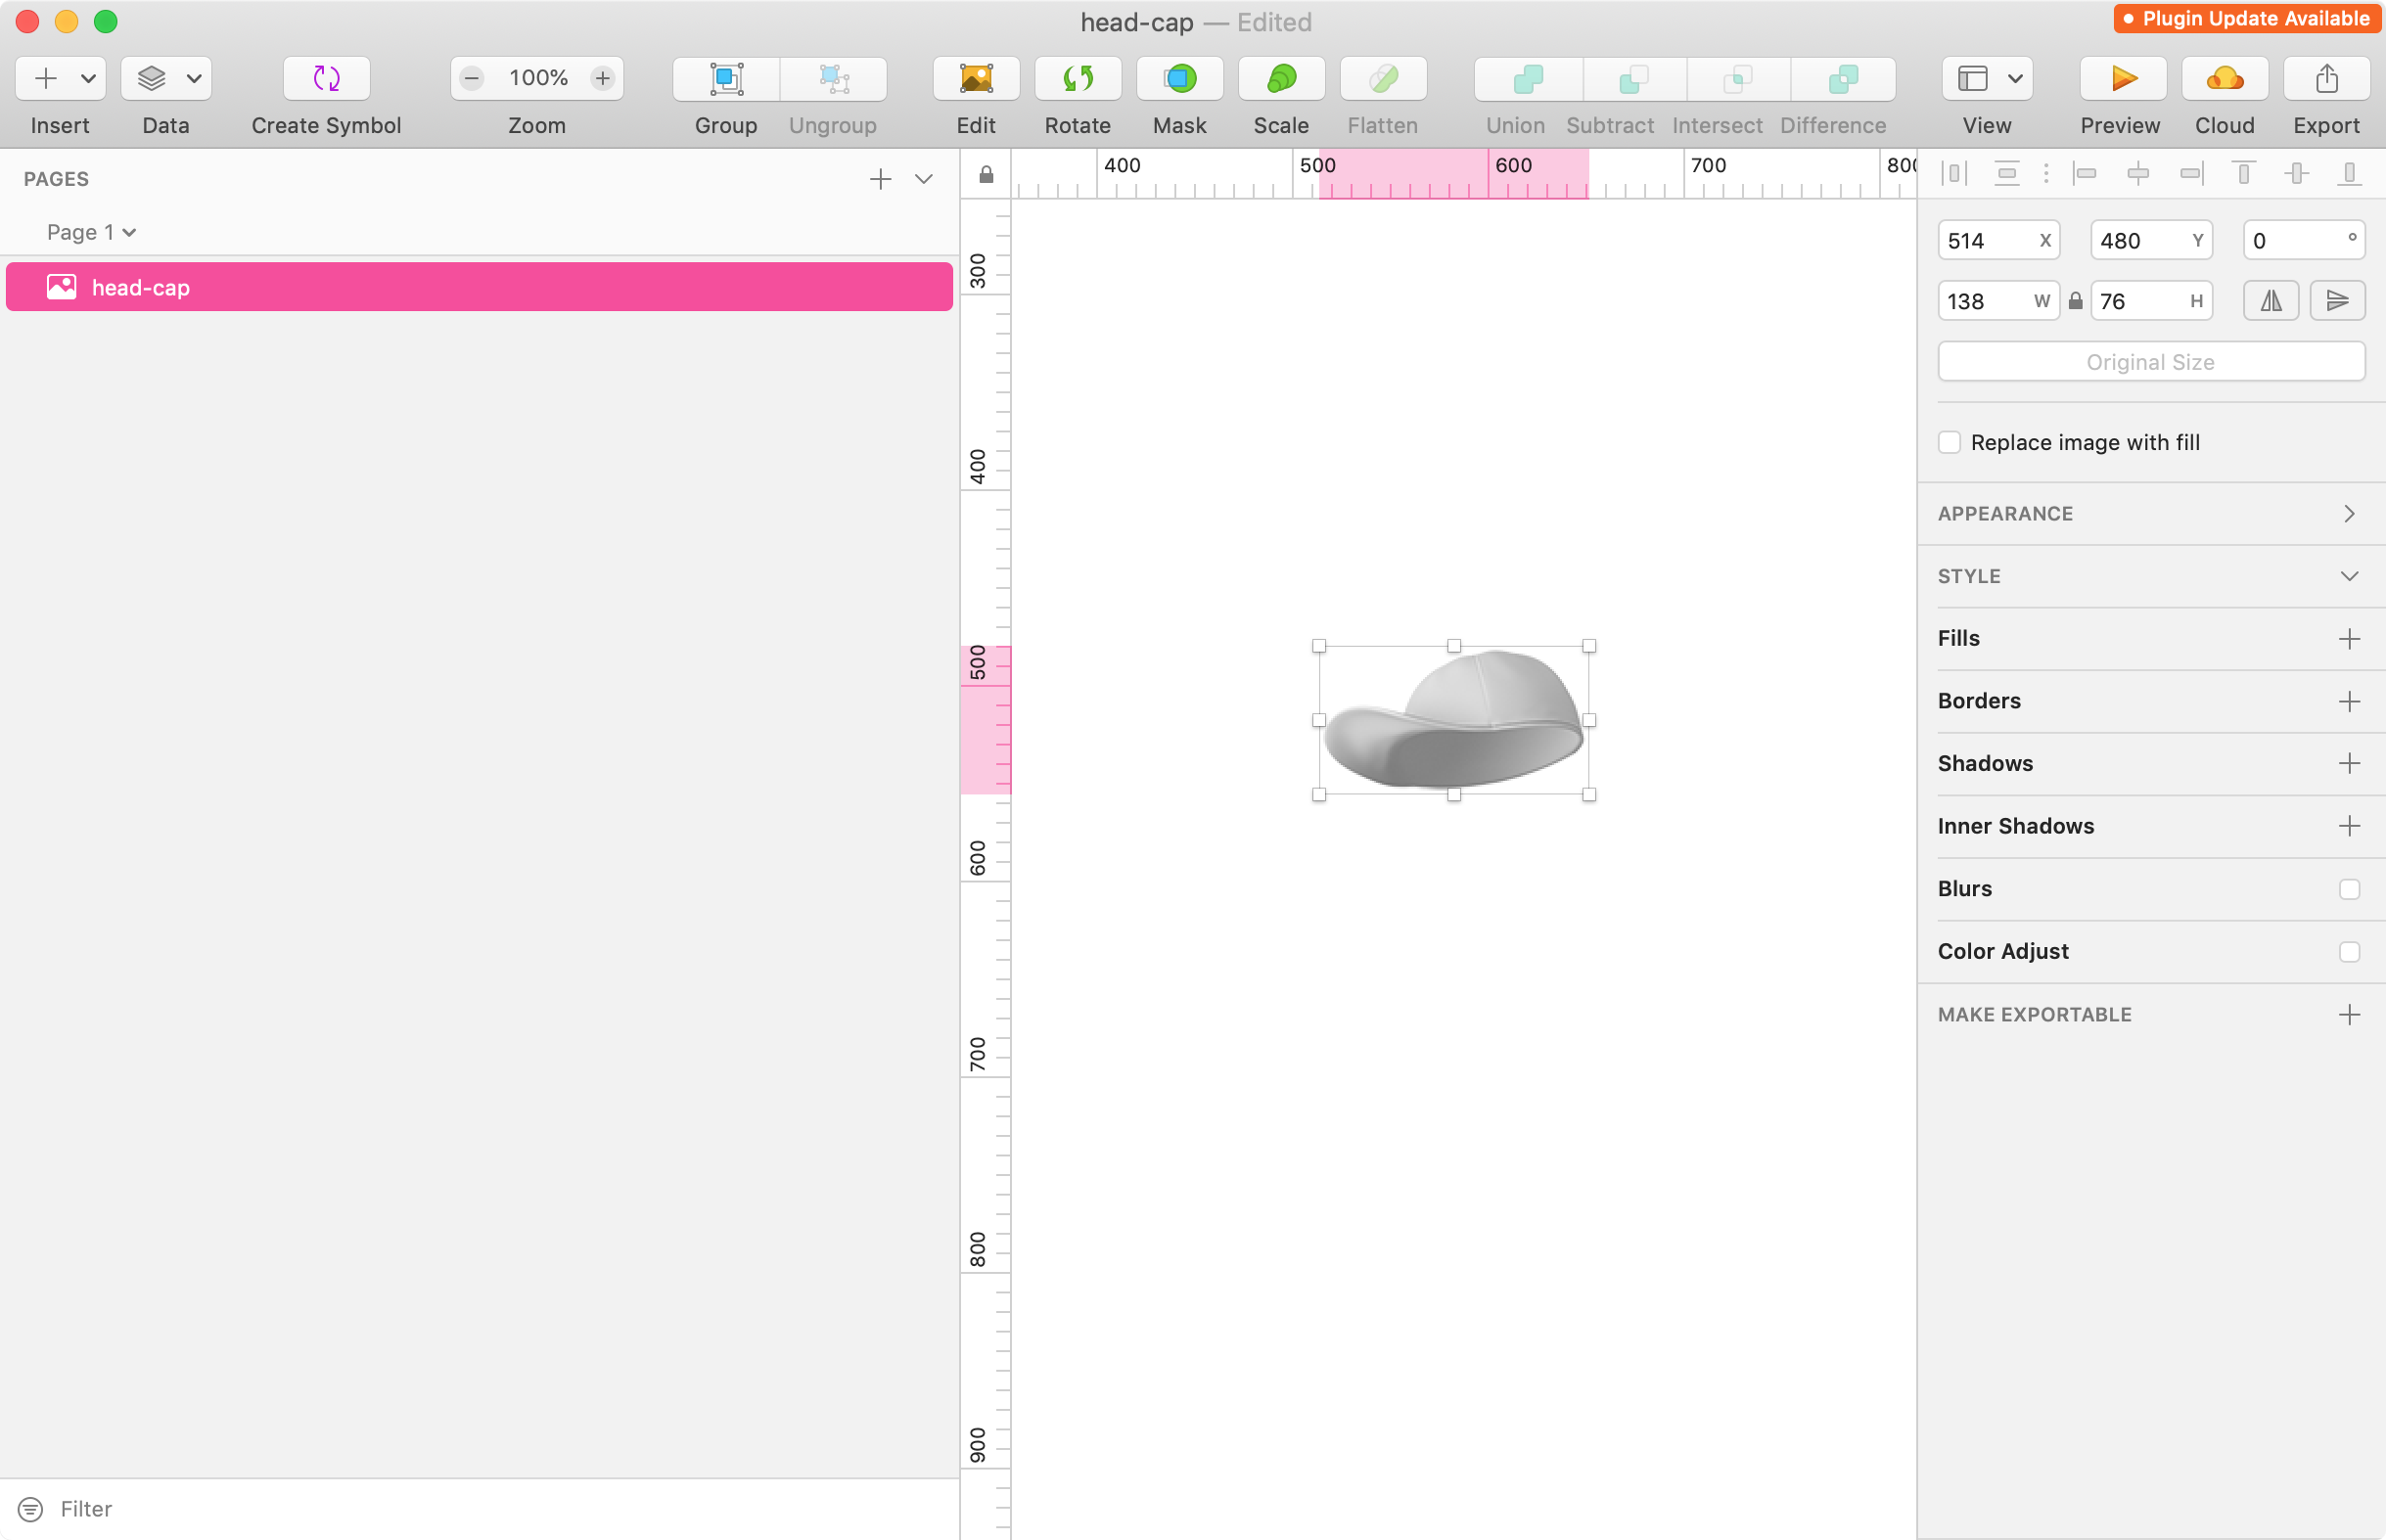 head-cap — Edited
Plugin Update Available
100%
Insert Data Create Symbol Zoom Group Ungroup Edit Rotate Mask Scale Flatten Union Subtract Intersect Difference View Preview Cloud Export
PAGES
Page 1
head-cap
Filter
400 500 600 700 800
300
400
500
600
700
800
900
514 X 480 Y 0 °
138 W 76 H
Original Size
Replace image with fill
APPEARANCE
STYLE
Fills
Borders
Shadows
Inner Shadows
Blurs
Color Adjust
MAKE EXPORTABLE